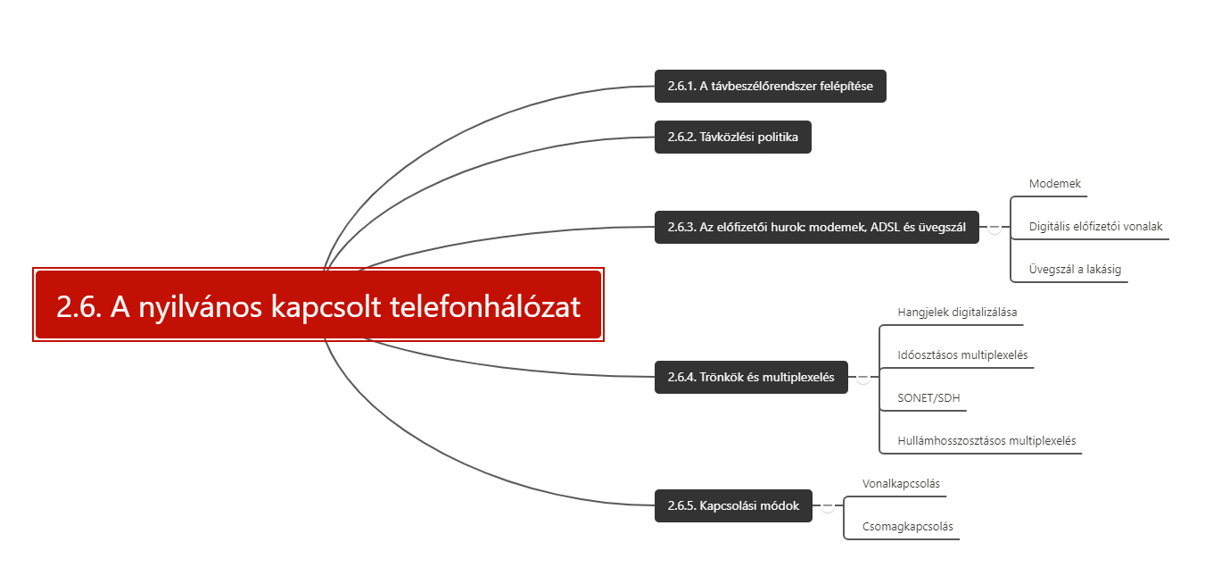 2.6. A nyilvános kapcsolt telefonhálózat
2.6.1. A távbeszélőrendszer felépítése
2.6.2. Távközlési politika
2.6.3. Az előfizetői hurok: modemek, ADSL és üvegszál
Modemek
Digitális előfizetői vonalak
Üvegszál a lakásig
2.6.4. Trönkök és multiplexelés
Hangjelek digitalizálása
Időosztásos multiplexelés
SONET/SDH
Hullámhosszosztásos multiplexelés
2.6.5. Kapcsolási módok
Vonalkapcsolás
Csomagkapcsolás